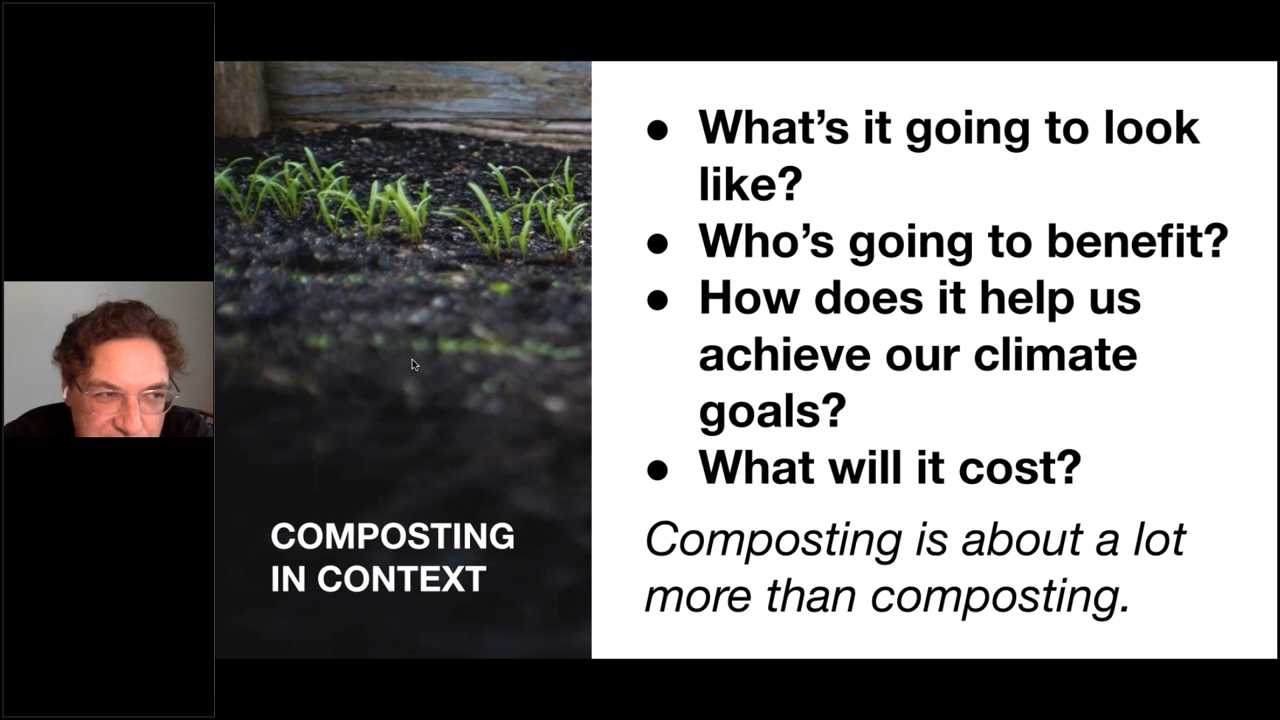 COMPOSTING
IN CONTEXT
● What’s it going to look
like?
● Who’s going to benefit?
● How does it help us
achieve our climate
goals?
● What will it cost?
Composting is about a lot
more than composting.